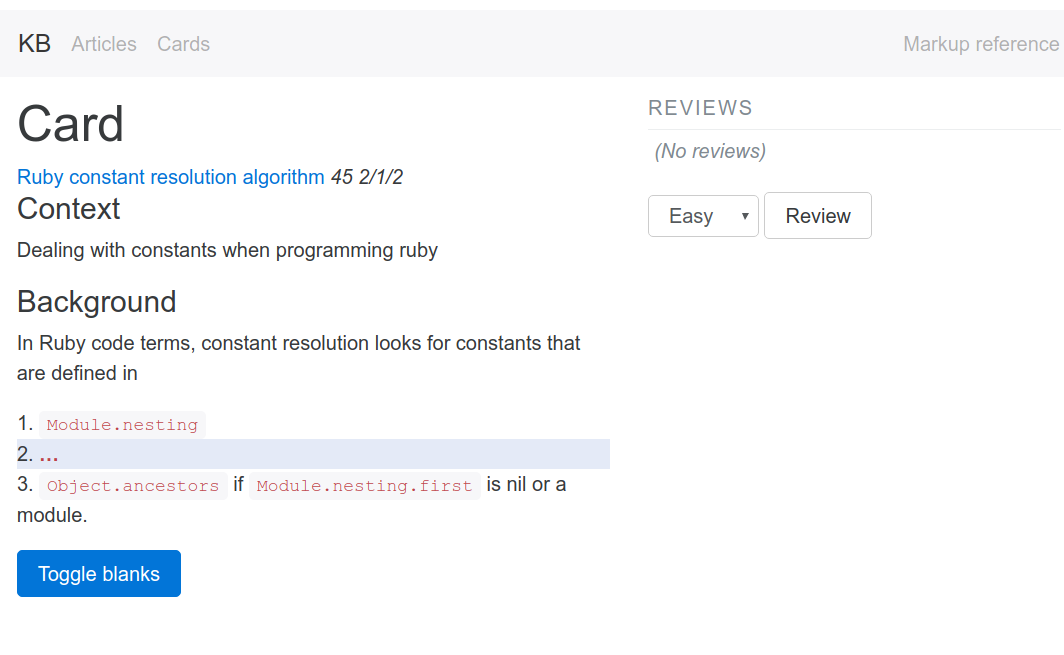 KB Articles Cards Markup reference
Card
Ruby constant resolution algorithm 45 2/1/2
Context
Dealing with constants when programming ruby
Background
In Ruby code terms, constant resolution looks for constants that
are defined in
1. Module.nesting
2. ...
3. Object.ancestors if Module.nesting.first is nil or a
module.
Toggle blanks
REVIEWS
(No reviews)
Easy ▾ Review